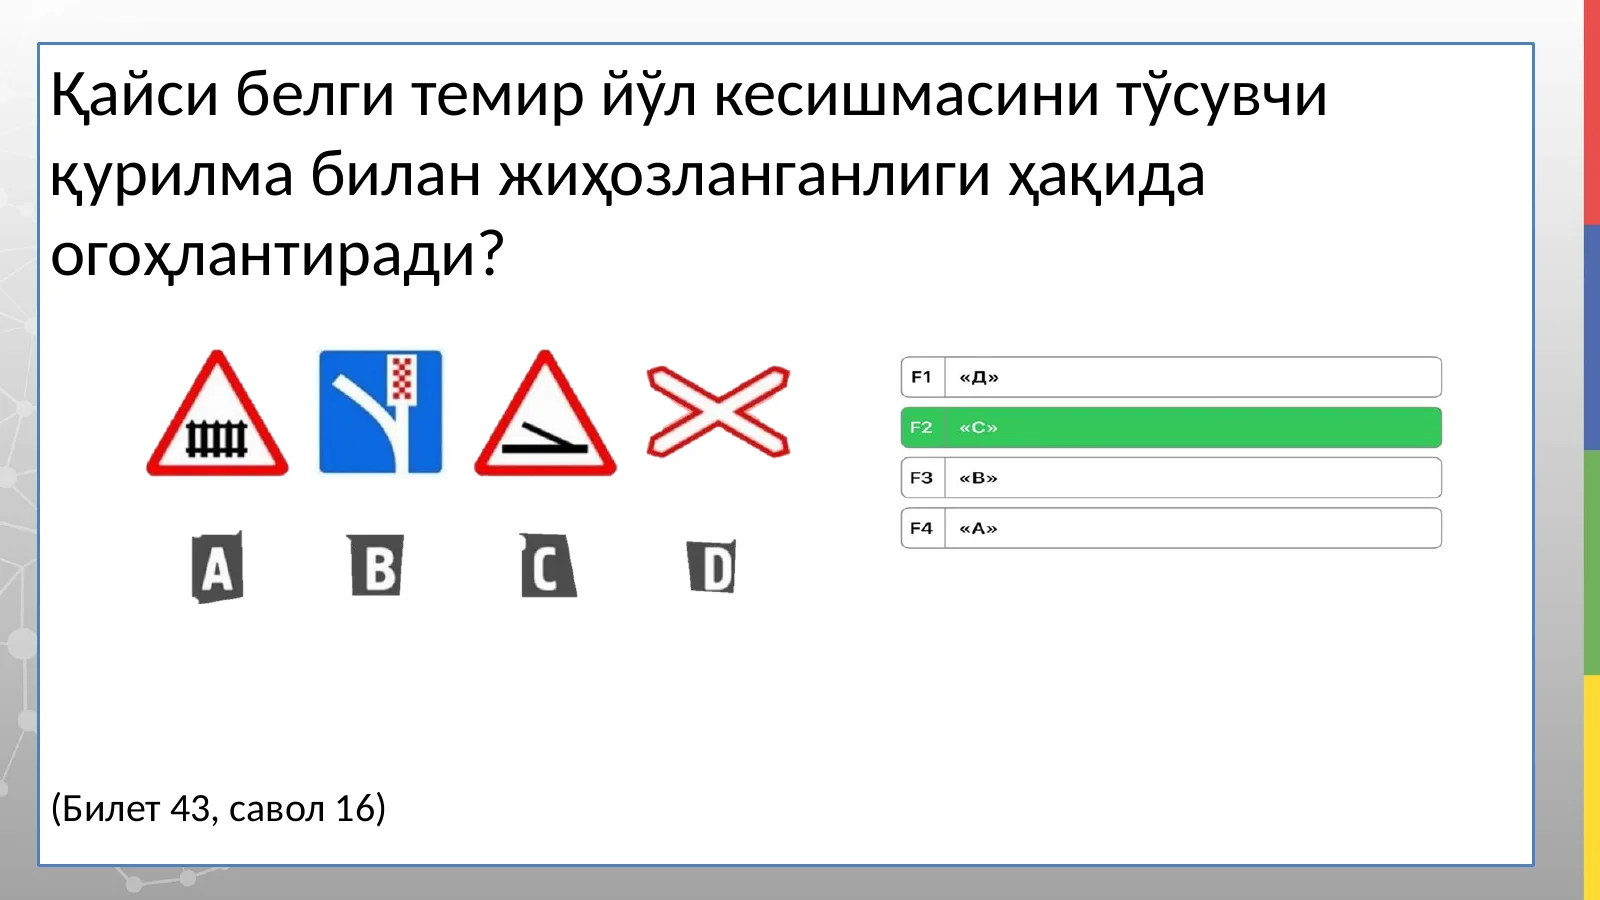 Қайси белги темир йўл кесишмасини тўсувчи
қурилма билан жиҳозланганлиги ҳақида
огоҳлантиради?
A B C D
F1 «Д»
F2 «С»
F3 «В»
F4 «А»
(Билет 43, савол 16)